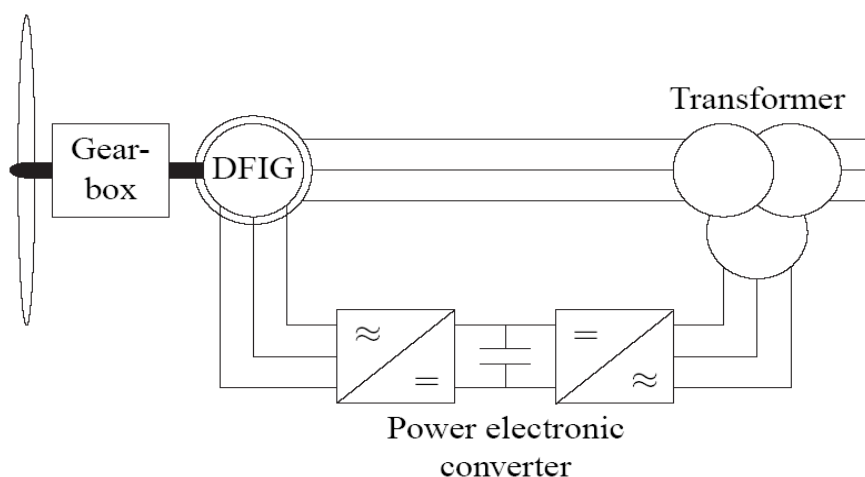 Transformer
Gear-
box
DFIG
≈
=
=
≈
Power electronic
converter